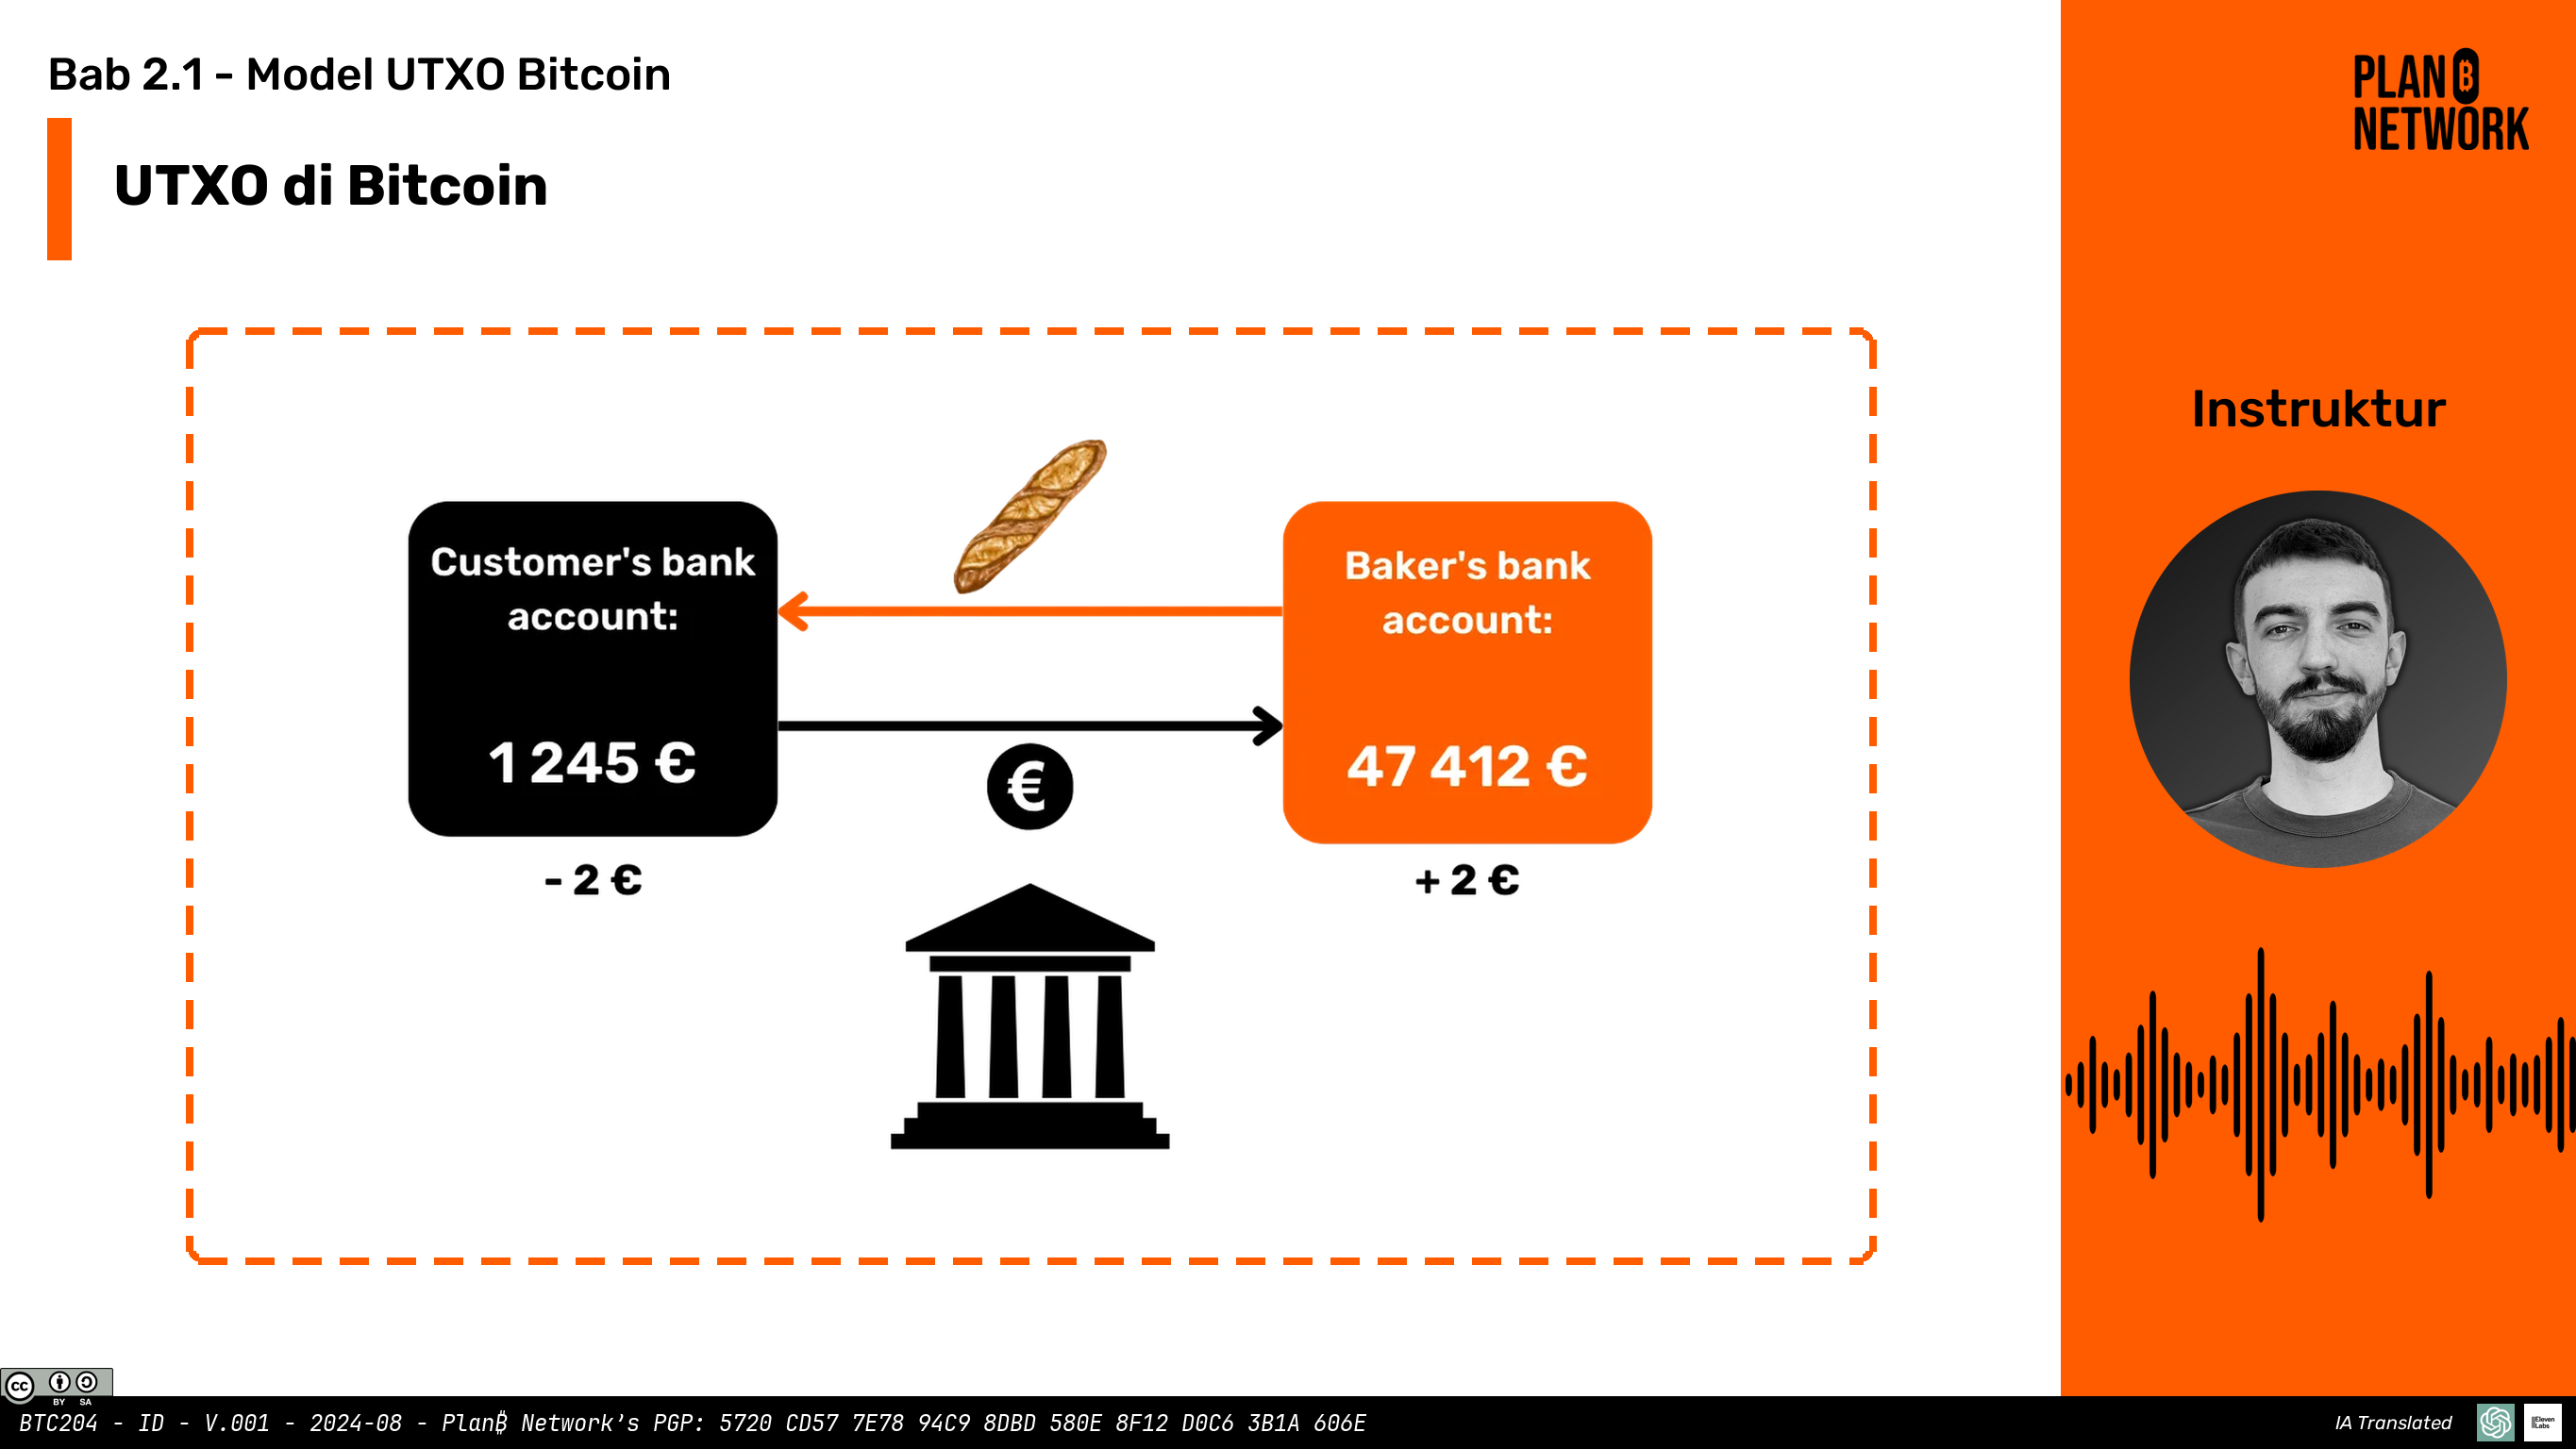 Bab 2.1 - Model UTXO Bitcoin
UTXO di Bitcoin
PLAN B
NETWORK
Instruktur
Customer's bank
account:
1 245 €
- 2 €
€
Baker's bank
account:
47 412 €
+ 2 €
cc
BY SA
BTC204 - ID - V.001 - 2024-08 - Plan₿ Network's PGP: 5720 CD57 7E78 94C9 8DBD 580E 8F12 D0C6 3B1A 606E
IA Translated
ElevenLabs